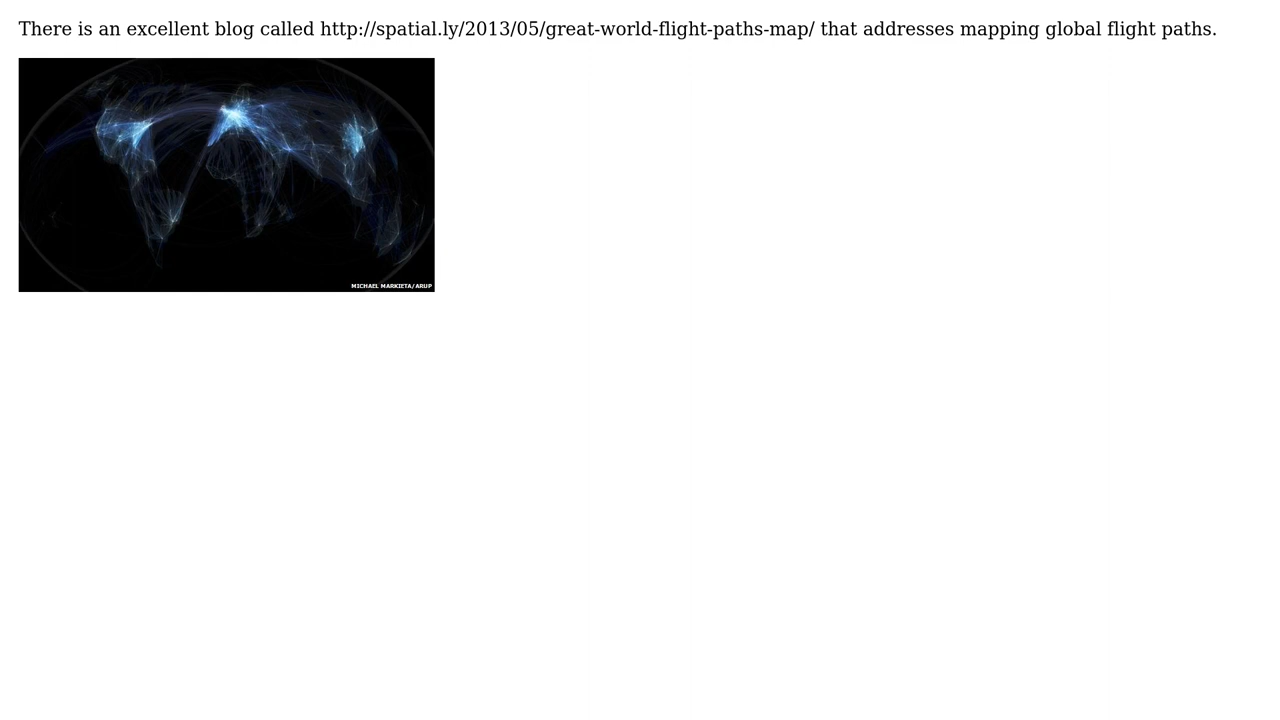 There is an excellent blog called http://spatial.ly/2013/05/great-world-flight-paths-map/ that addresses mapping global flight paths.
MICHAEL MARKIETA/ARUP